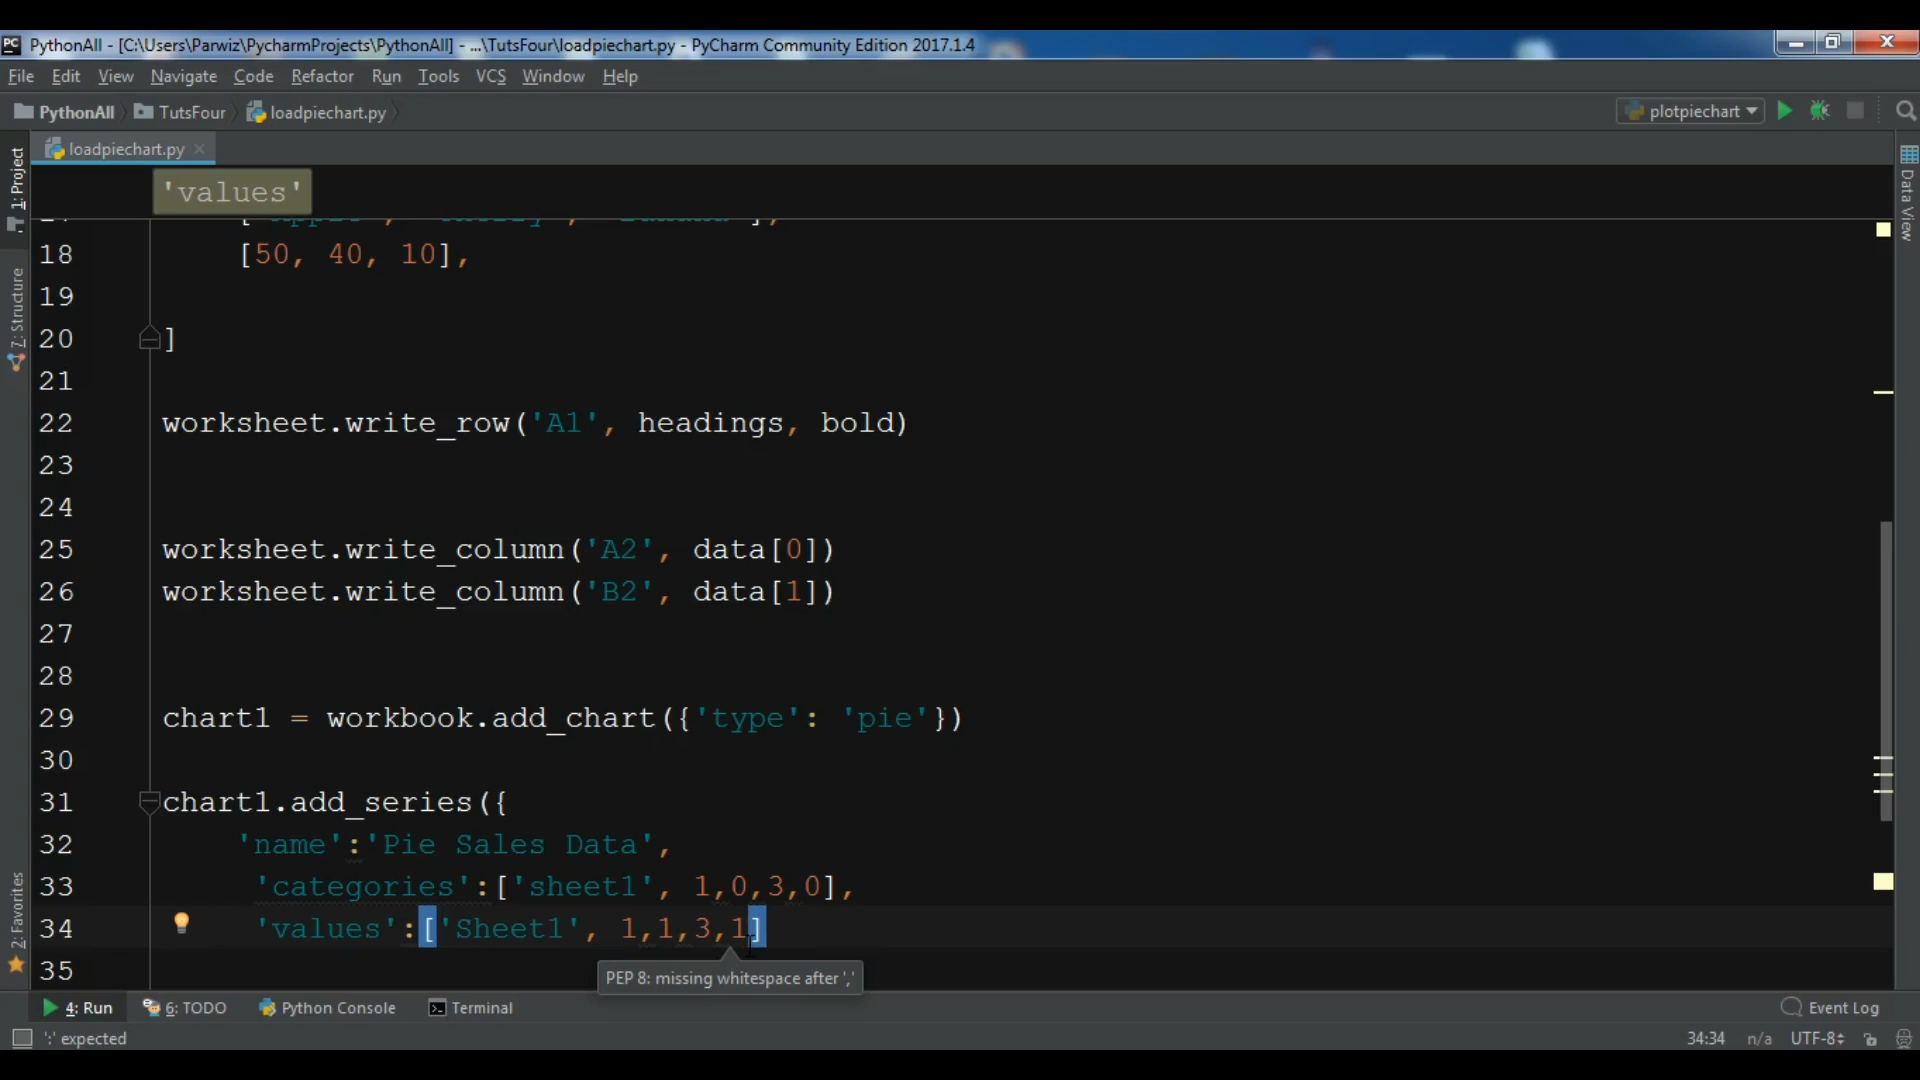 PythonAll - [C:\Users\Parwiz\PycharmProjects\PythonAll] - ...\TutsFour\loadpiechart.py - PyCharm Community Edition 2017.1.4
File Edit View Navigate Code Refactor Run Tools VCS Window Help
PythonAll TutsFour loadpiechart.py plotpiechart
loadpiechart.py
1: Project
7: Structure
2: Favorites
Data View
'values'
18 [50, 40, 10],
19
20 ]
21
22 worksheet.write_row('A1', headings, bold)
23
24
25 worksheet.write_column('A2', data[0])
26 worksheet.write_column('B2', data[1])
27
28
29 chart1 = workbook.add_chart({'type': 'pie'})
30
31 chart1.add_series({
32 'name':'Pie Sales Data',
33 'categories':['sheet1', 1,0,3,0],
34 'values':['Sheet1', 1,1,3,1]
35
PEP 8: missing whitespace after ','
4: Run 6: TODO Python Console Terminal Event Log
':' expected 34:34 n/a UTF-8